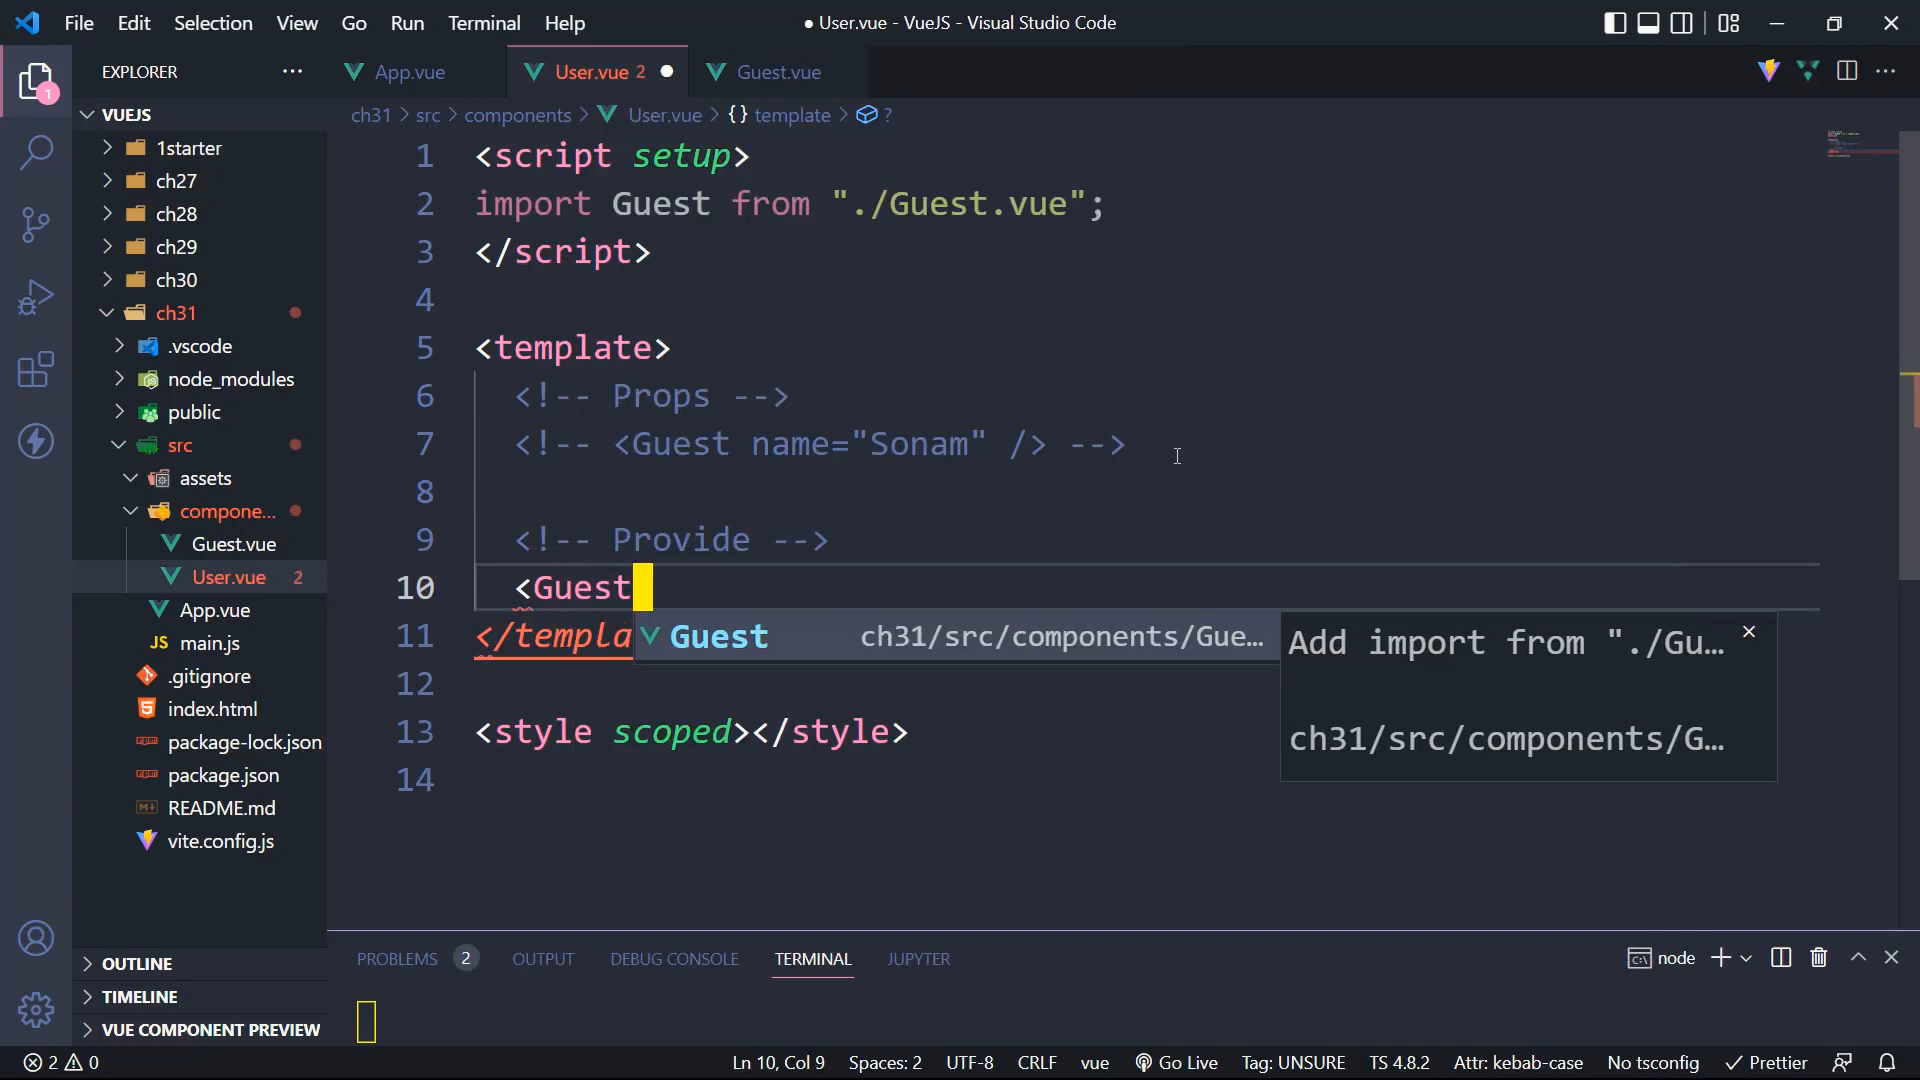 File Edit Selection View Go Run Terminal Help
● User.vue - VueJS - Visual Studio Code
EXPLORER
1
App.vue
User.vue 2
Guest.vue
ch31 > src > components > User.vue > {} template > ?
VUEJS
1starter
ch27
ch28
ch29
ch30
ch31
.vscode
node_modules
public
src
assets
compone...
Guest.vue
User.vue 2
App.vue
JS main.js
.gitignore
index.html
package-lock.json
package.json
README.md
vite.config.js
OUTLINE
TIMELINE
VUE COMPONENT PREVIEW
1 <script setup>
2 import Guest from "./Guest.vue";
3 </script>
4
5 <template>
6 <!-- Props -->
7 <!-- <Guest name="Sonam" /> -->
8
9 <!-- Provide -->
10 <Guest
11 </templa
12
13 <style scoped></style>
14
Guest ch31/src/components/Gue...
Add import from "./Gu...
ch31/src/components/G...
PROBLEMS 2 OUTPUT DEBUG CONSOLE TERMINAL JUPYTER
node
2 0
Ln 10, Col 9 Spaces: 2 UTF-8 CRLF vue Go Live Tag: UNSURE TS 4.8.2 Attr: kebab-case No tsconfig Prettier